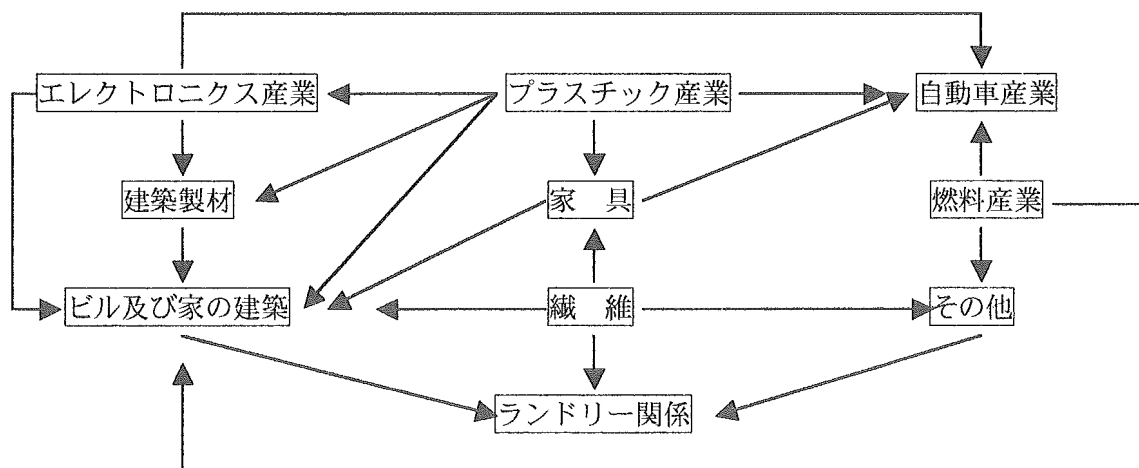 エレクトロニクス産業
プラスチック産業
自動車産業
建築製材
家　具
燃料産業
ビル及び家の建築
繊　維
その他
ランドリー関係